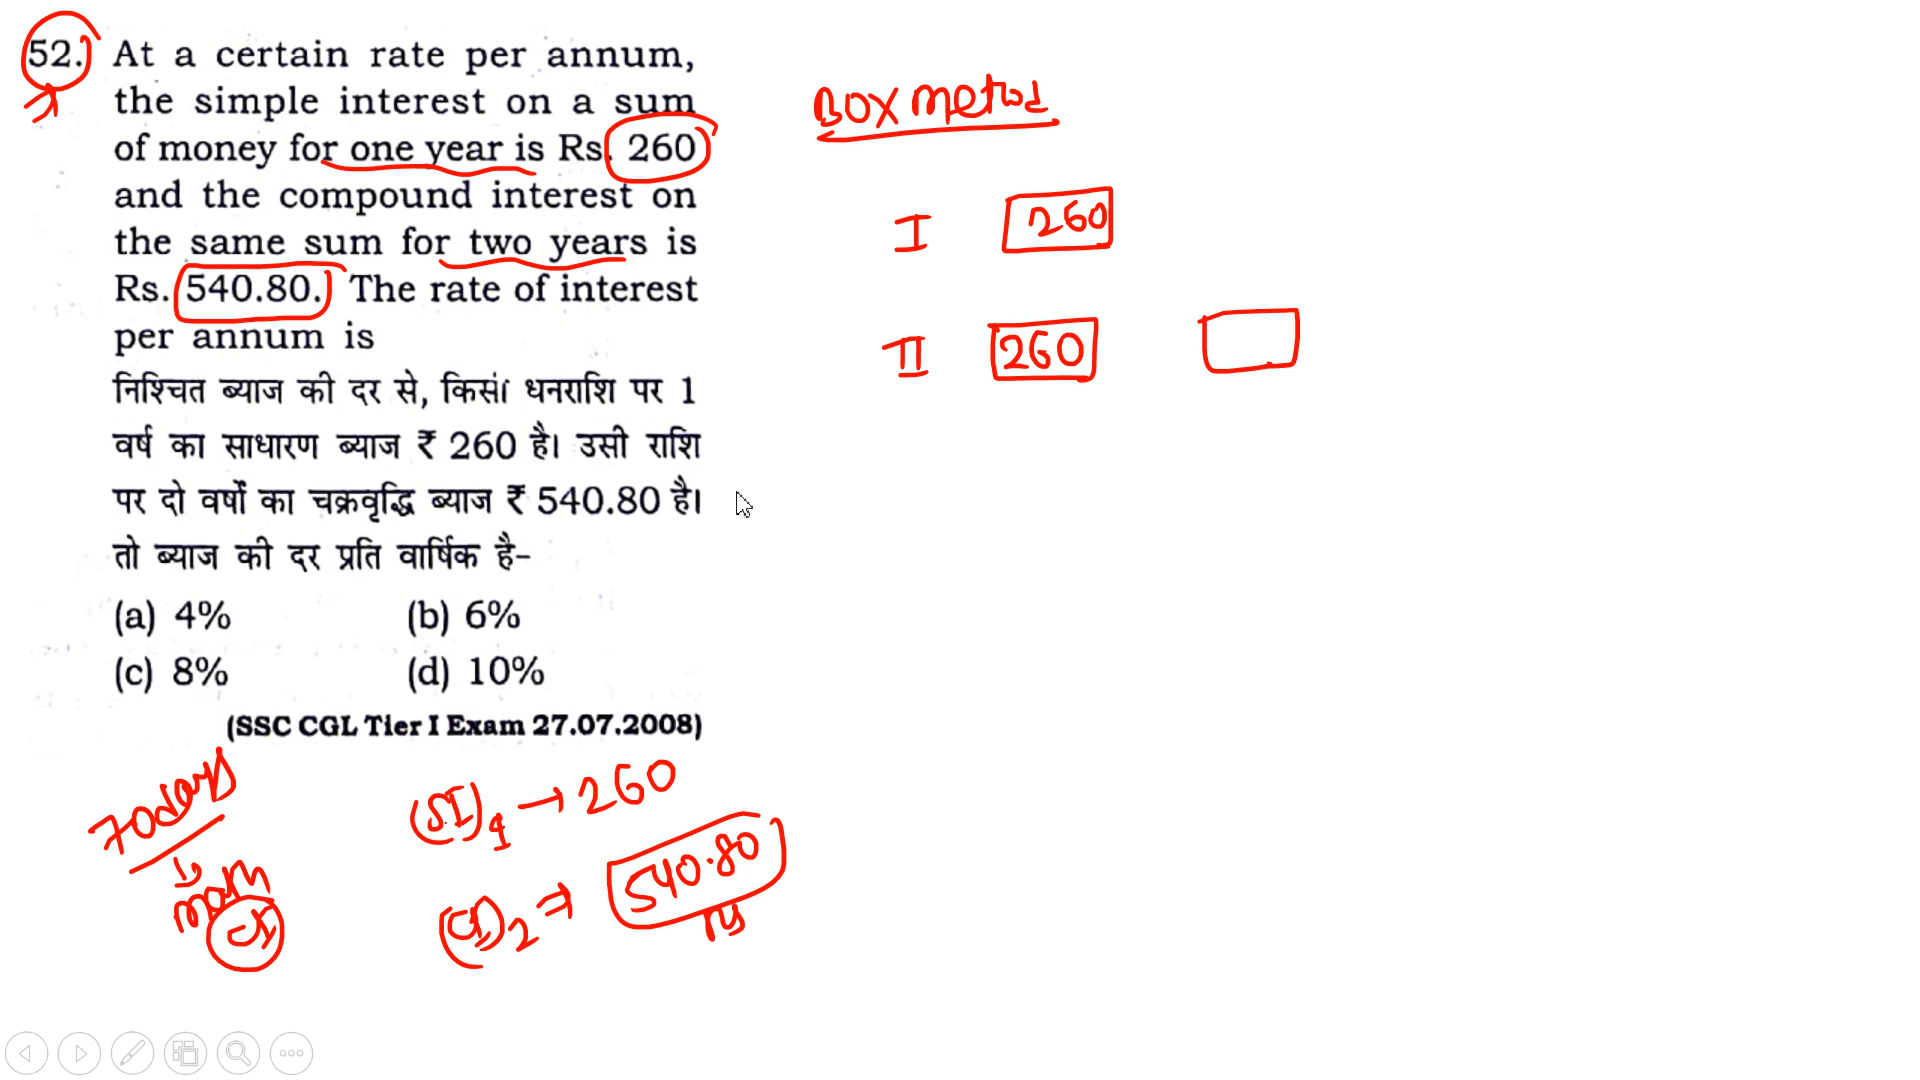 52. At a certain rate per annum,
the simple interest on a sum
of money for one year is Rs. 260
and the compound interest on
the same sum for two years is
Rs. 540.80. The rate of interest
per annum is
निश्चित ब्याज की दर से, किसी धनराशि पर 1
वर्ष का साधारण ब्याज ₹ 260 है। उसी राशि
पर दो वर्षों का चक्रवृद्धि ब्याज ₹ 540.80 है।
तो ब्याज की दर प्रति वार्षिक है-
(a) 4% (b) 6%
(c) 8% (d) 10%
(SSC CGL Tier I Exam 27.07.2008)
70days
math
CI
(SI)1 → 260
(CI)2 ⇒ 540.80
BOX metod
I 260
II 260